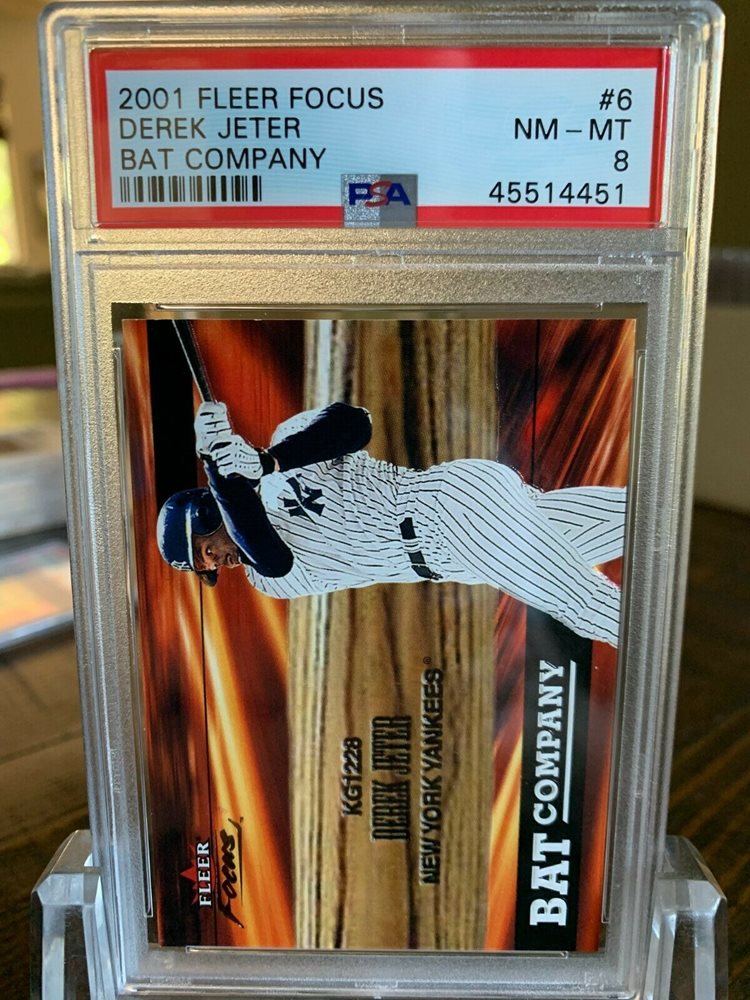 2001 FLEER FOCUS #6
DEREK JETER NM - MT
BAT COMPANY 8
PSA 45514451
NY
KG1228
DEREK JETER
NEW YORK YANKEES®
BAT COMPANY
FLEER
FOCUS